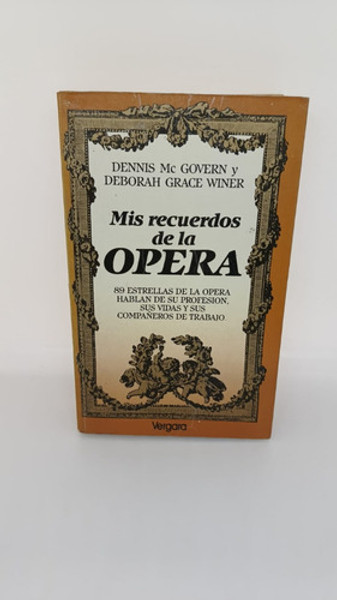 DENNIS Mc GOVERN y
DEBORAH GRACE WINER
Mis recuerdos
de la
OPERA
89 ESTRELLAS DE LA OPERA
HABLAN DE SU PROFESION,
SUS VIDAS Y SUS
COMPAÑEROS DE TRABAJO
Vergara